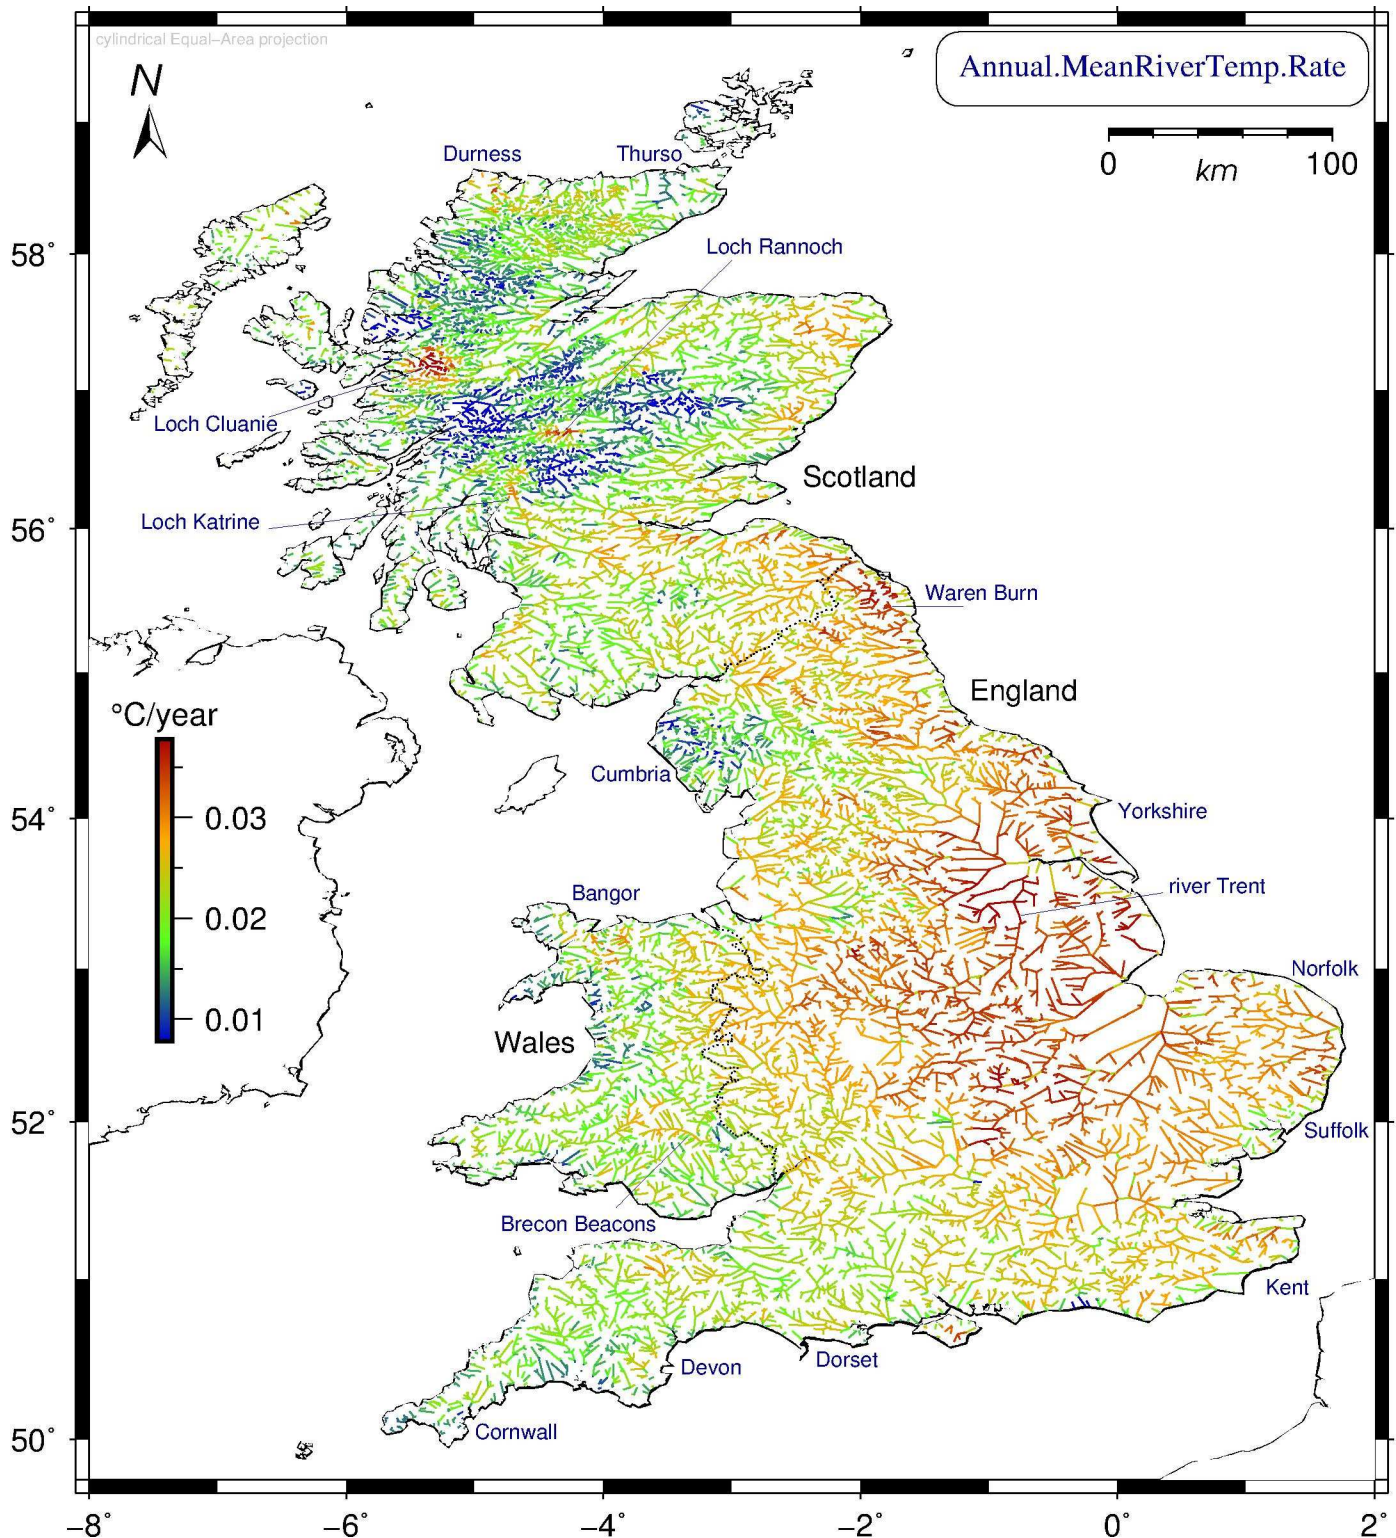 cylindrical Equal–Area projection
Annual.MeanRiverTemp.Rate
N
0
100
km
Durness
Thurso
58°
Loch Rannoch
Loch Cluanie
Scotland
Loch Katrine
56°
Waren Burn
England
°C/year
Cumbria
54°
0.03
Yorkshire
river Trent
Bangor
0.02
Norfolk
0.01
Wales
52°
Suffolk
Brecon Beacons
Kent
Devon
Dorset
Cornwall
50°
−8°
−6°
−4°
−2°
0°
2°